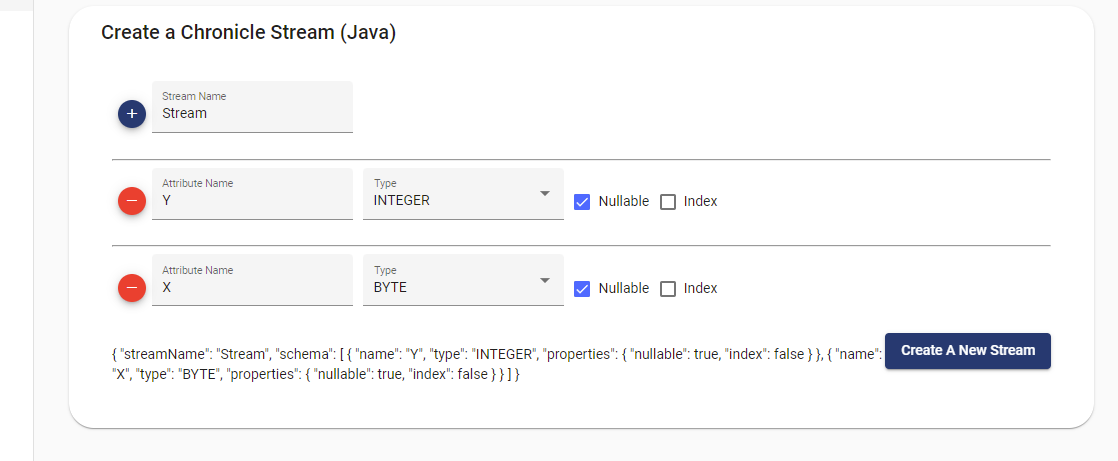 Create a Chronicle Stream (Java)
Stream Name
Stream
Attribute Name
Y
Type
INTEGER
Nullable
Index
Attribute Name
X
Type
BYTE
Nullable
Index
{ "streamName": "Stream", "schema": [ { "name": "Y", "type": "INTEGER", "properties": { "nullable": true, "index": false } }, { "name":
"X", "type": "BYTE", "properties": { "nullable": true, "index": false } } ] }
Create A New Stream